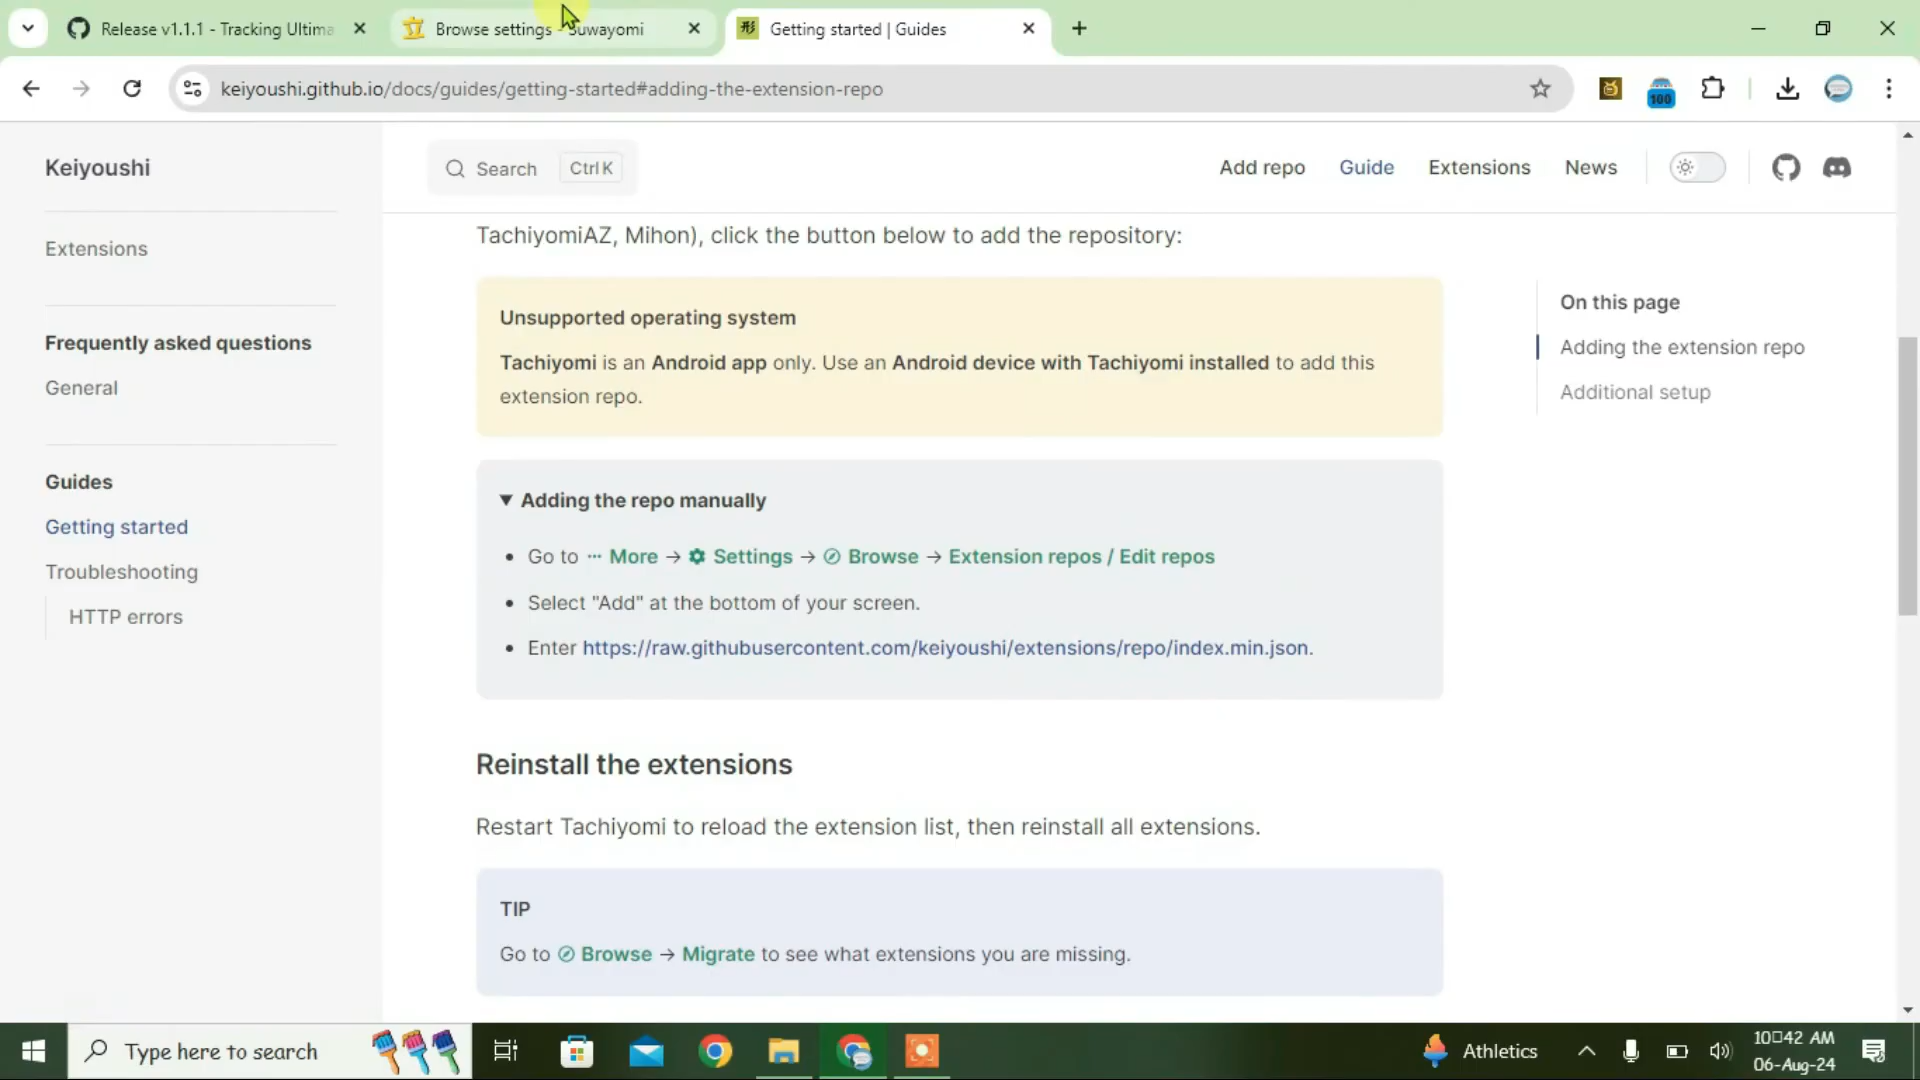 Release v1.1.1 - Tracking Ultima
Browse settings - Suwayomi
Getting started | Guides
keiyoushi.github.io/docs/guides/getting-started#adding-the-extension-repo
100
Keiyoushi
Search
Ctrl K
Add repo
Guide
Extensions
News
Extensions
Frequently asked questions
General
Guides
Getting started
Troubleshooting
HTTP errors
TachiyomiAZ, Mihon), click the button below to add the repository:
Unsupported operating system
Tachiyomi is an Android app only. Use an Android device with Tachiyomi installed to add this
extension repo.
Adding the repo manually
• Go to ··· More → Settings → Browse → Extension repos / Edit repos
• Select "Add" at the bottom of your screen.
• Enter https://raw.githubusercontent.com/keiyoushi/extensions/repo/index.min.json.
Reinstall the extensions
Restart Tachiyomi to reload the extension list, then reinstall all extensions.
TIP
Go to Browse → Migrate to see what extensions you are missing.
On this page
Adding the extension repo
Additional setup
Type here to search
Athletics
10□42 AM
06-Aug-24